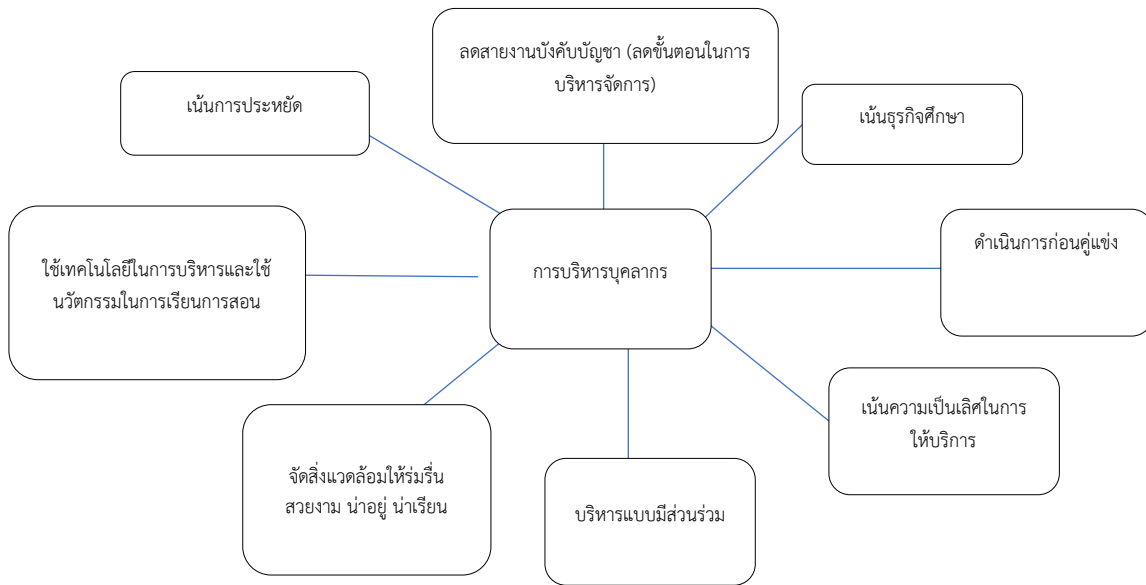 ลดสายงานบังคับบัญชา (ลดขั้นตอนในการ
บริหารจัดการ)
เน้นการประหยัด
เน้นธุรกิจศึกษา
ใช้เทคโนโลยีในการบริหารและใช้
นวัตกรรมในการเรียนการสอน
การบริหารบุคลากร
ดำเนินการก่อนคู่แข่ง
เน้นความเป็นเลิศในการ
ให้บริการ
จัดสิ่งแวดล้อมให้ร่มรื่น
สวยงาม น่าอยู่ น่าเรียน
บริหารแบบมีส่วนร่วม